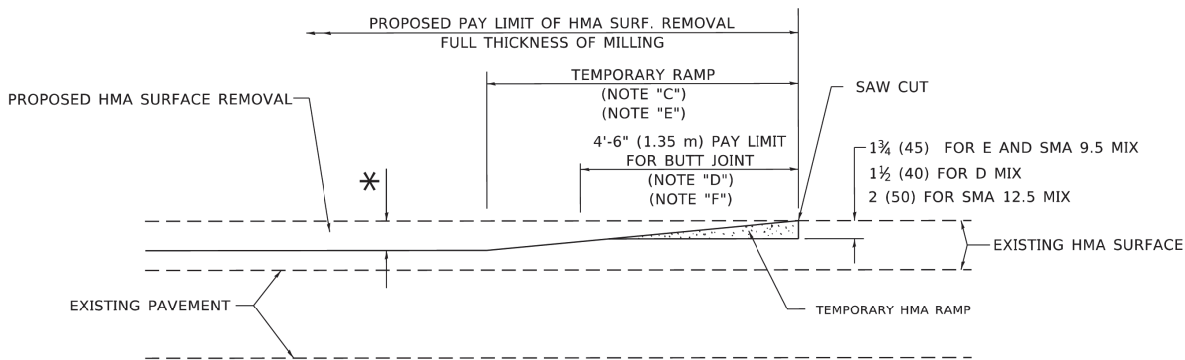 PROPOSED PAY LIMIT OF HMA SURF. REMOVAL
FULL THICKNESS OF MILLING
TEMPORARY RAMP
(NOTE "C")
(NOTE "E")
SAW CUT
PROPOSED HMA SURFACE REMOVAL
4'-6" (1.35 m) PAY LIMIT
FOR BUTT JOINT
(NOTE "D")
(NOTE "F")
1¾ (45) FOR E AND SMA 9.5 MIX
1½ (40) FOR D MIX
2 (50) FOR SMA 12.5 MIX
*
EXISTING HMA SURFACE
EXISTING PAVEMENT
TEMPORARY HMA RAMP